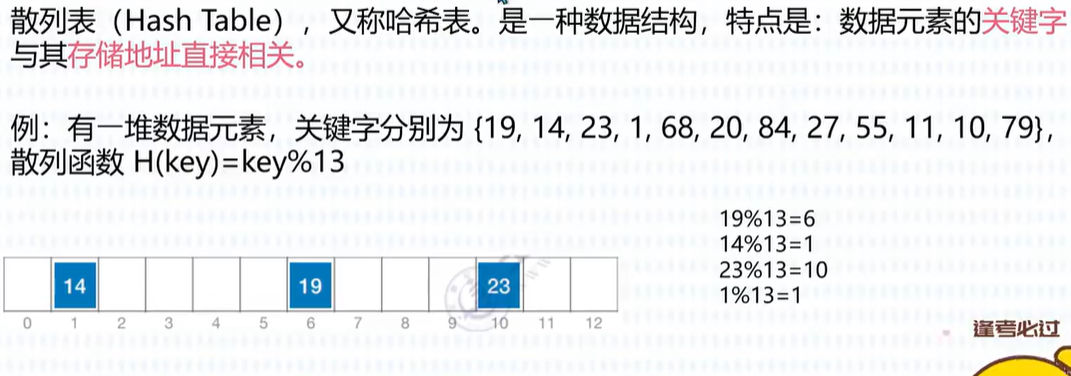 散列表（Hash Table），又称哈希表。是一种数据结构，特点是：数据元素的关键字
与其存储地址直接相关。
例：有一堆数据元素，关键字分别为 {19, 14, 23, 1, 68, 20, 84, 27, 55, 11, 10, 79}，
散列函数 H(key)=key%13
19%13=6
14%13=1
23%13=10
1%13=1
14 19 23
0 1 2 3 4 5 6 7 8 9 10 11 12
逢考必过